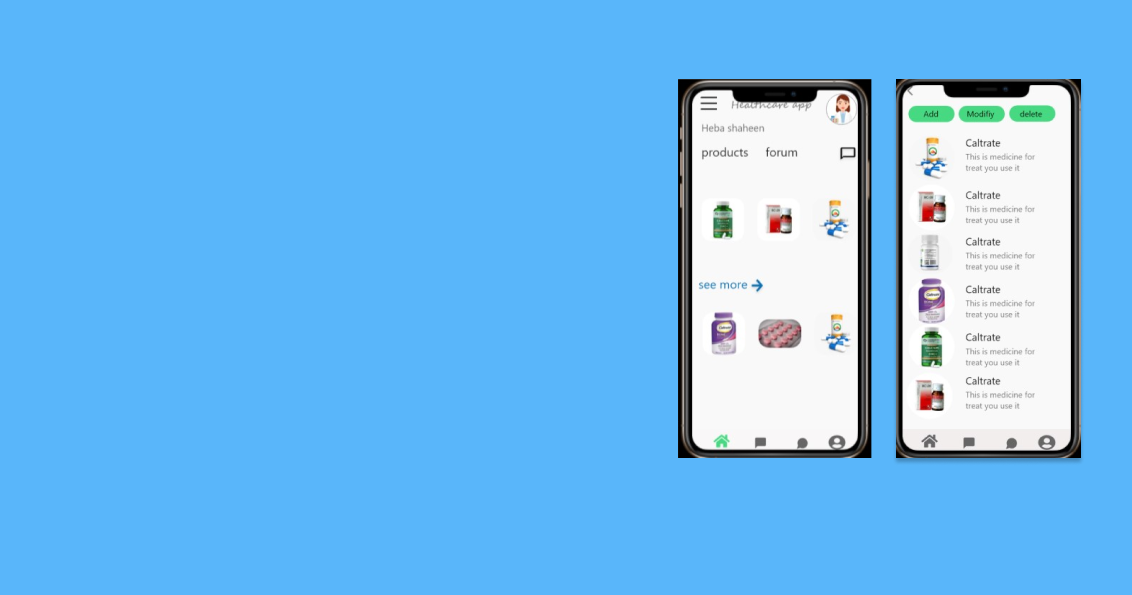 Healthcare app
Heba shaheen
products forum
see more
Add Modifiy delete
Caltrate
This is medicine for
treat you use it
Caltrate
This is medicine for
treat you use it
Caltrate
This is medicine for
treat you use it
Caltrate
This is medicine for
treat you use it
Caltrate
This is medicine for
treat you use it
Caltrate
This is medicine for
treat you use it